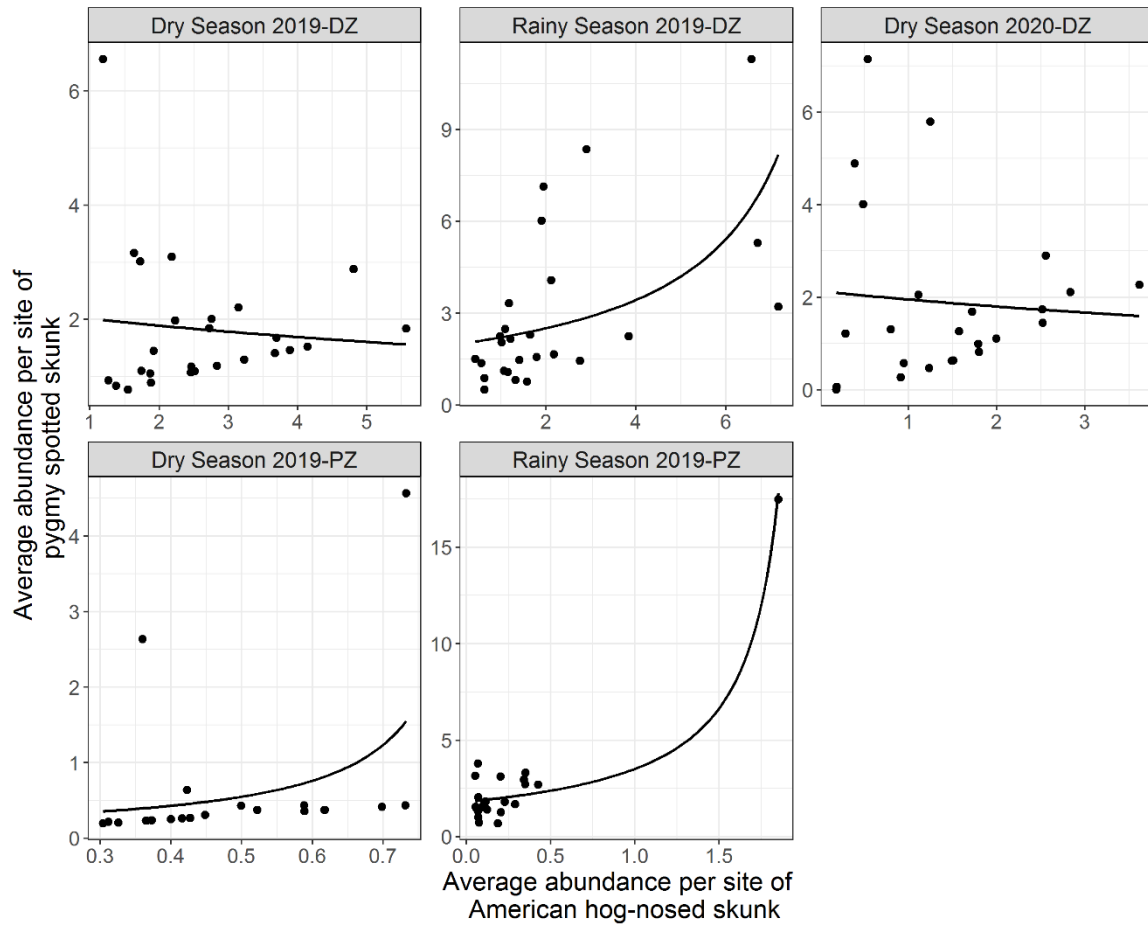 Dry Season 2019-DZ
Rainy Season 2019-DZ
Dry Season 2020-DZ
6
4
2
1 2 3 4 5
9
6
3
0
2 4 6
6
4
2
0
1 2 3
Average abundance per site of
pygmy spotted skunk
Dry Season 2019-PZ
Rainy Season 2019-PZ
4
3
2
1
0
0.3 0.4 0.5 0.6 0.7
15
10
5
0
0.0 0.5 1.0 1.5
Average abundance per site of
American hog-nosed skunk